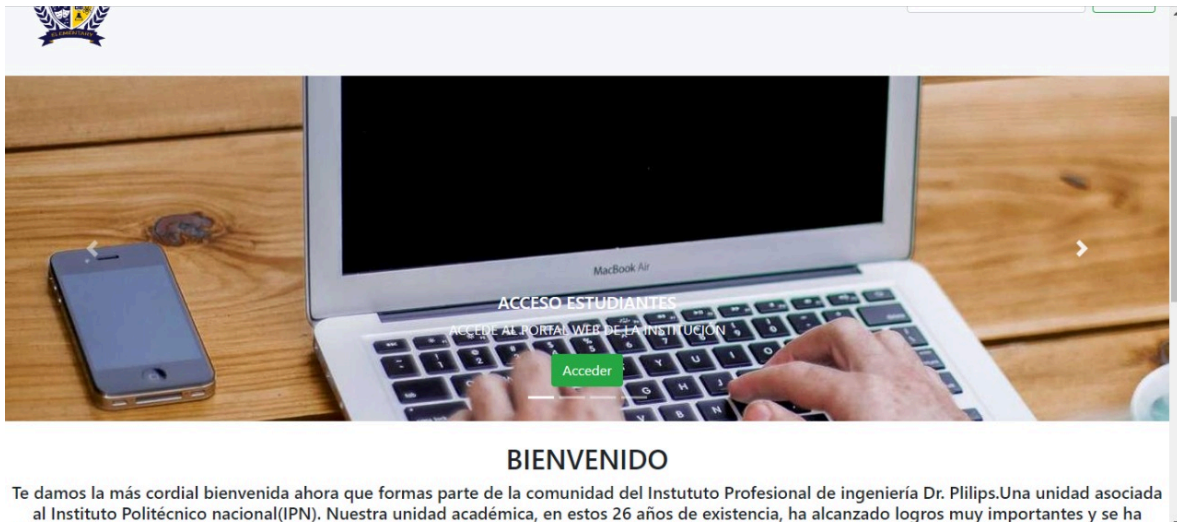 ELEMENTARY
MacBook Air
ACCESO ESTUDIANTES
ACCEDE AL PORTAL WEB DE LA INSTITUCIÓN
Acceder
BIENVENIDO
Te damos la más cordial bienvenida ahora que formas parte de la comunidad del Instututo Profesional de ingeniería Dr. Plilips.Una unidad asociada
al Instituto Politécnico nacional(IPN). Nuestra unidad académica, en estos 26 años de existencia, ha alcanzado logros muy importantes y se ha